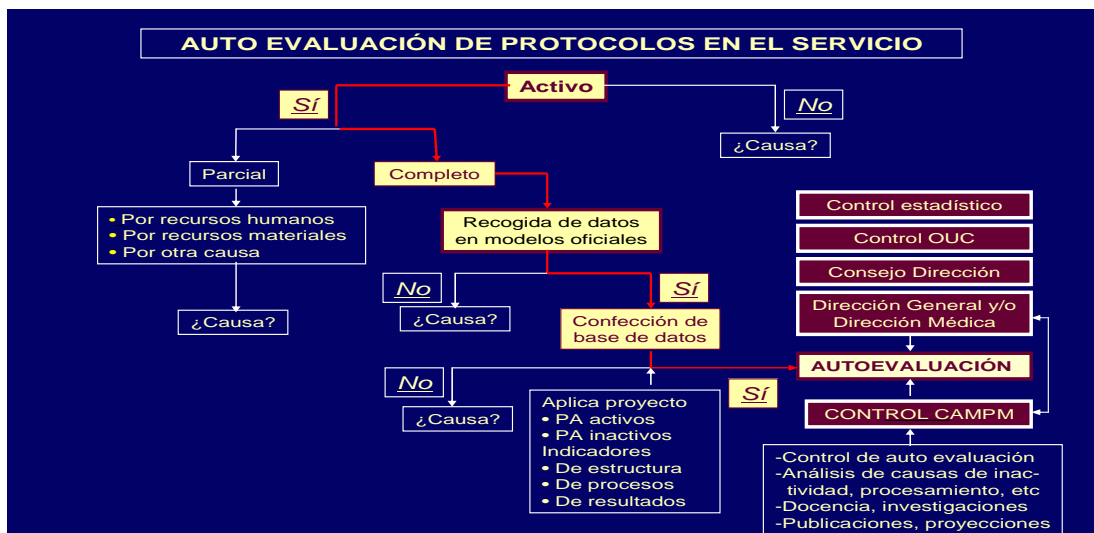 AUTO EVALUACIÓN DE PROTOCOLOS EN EL SERVICIO
Activo
Sí
No
¿Causa?
Parcial
Completo
• Por recursos humanos
• Por recursos materiales
• Por otra causa
¿Causa?
Recogida de datos
en modelos oficiales
No
¿Causa?
Sí
Confección de
base de datos
No
¿Causa?
Sí
Aplica proyecto
• PA activos
• PA inactivos
Indicadores
• De estructura
• De procesos
• De resultados
Control estadístico
Control OUC
Consejo Dirección
Dirección General y/o
Dirección Médica
AUTOEVALUACIÓN
CONTROL CAMPM
-Control de auto evaluación
-Análisis de causas de inac-
tividad, procesamiento, etc
-Docencia, investigaciones
-Publicaciones, proyecciones